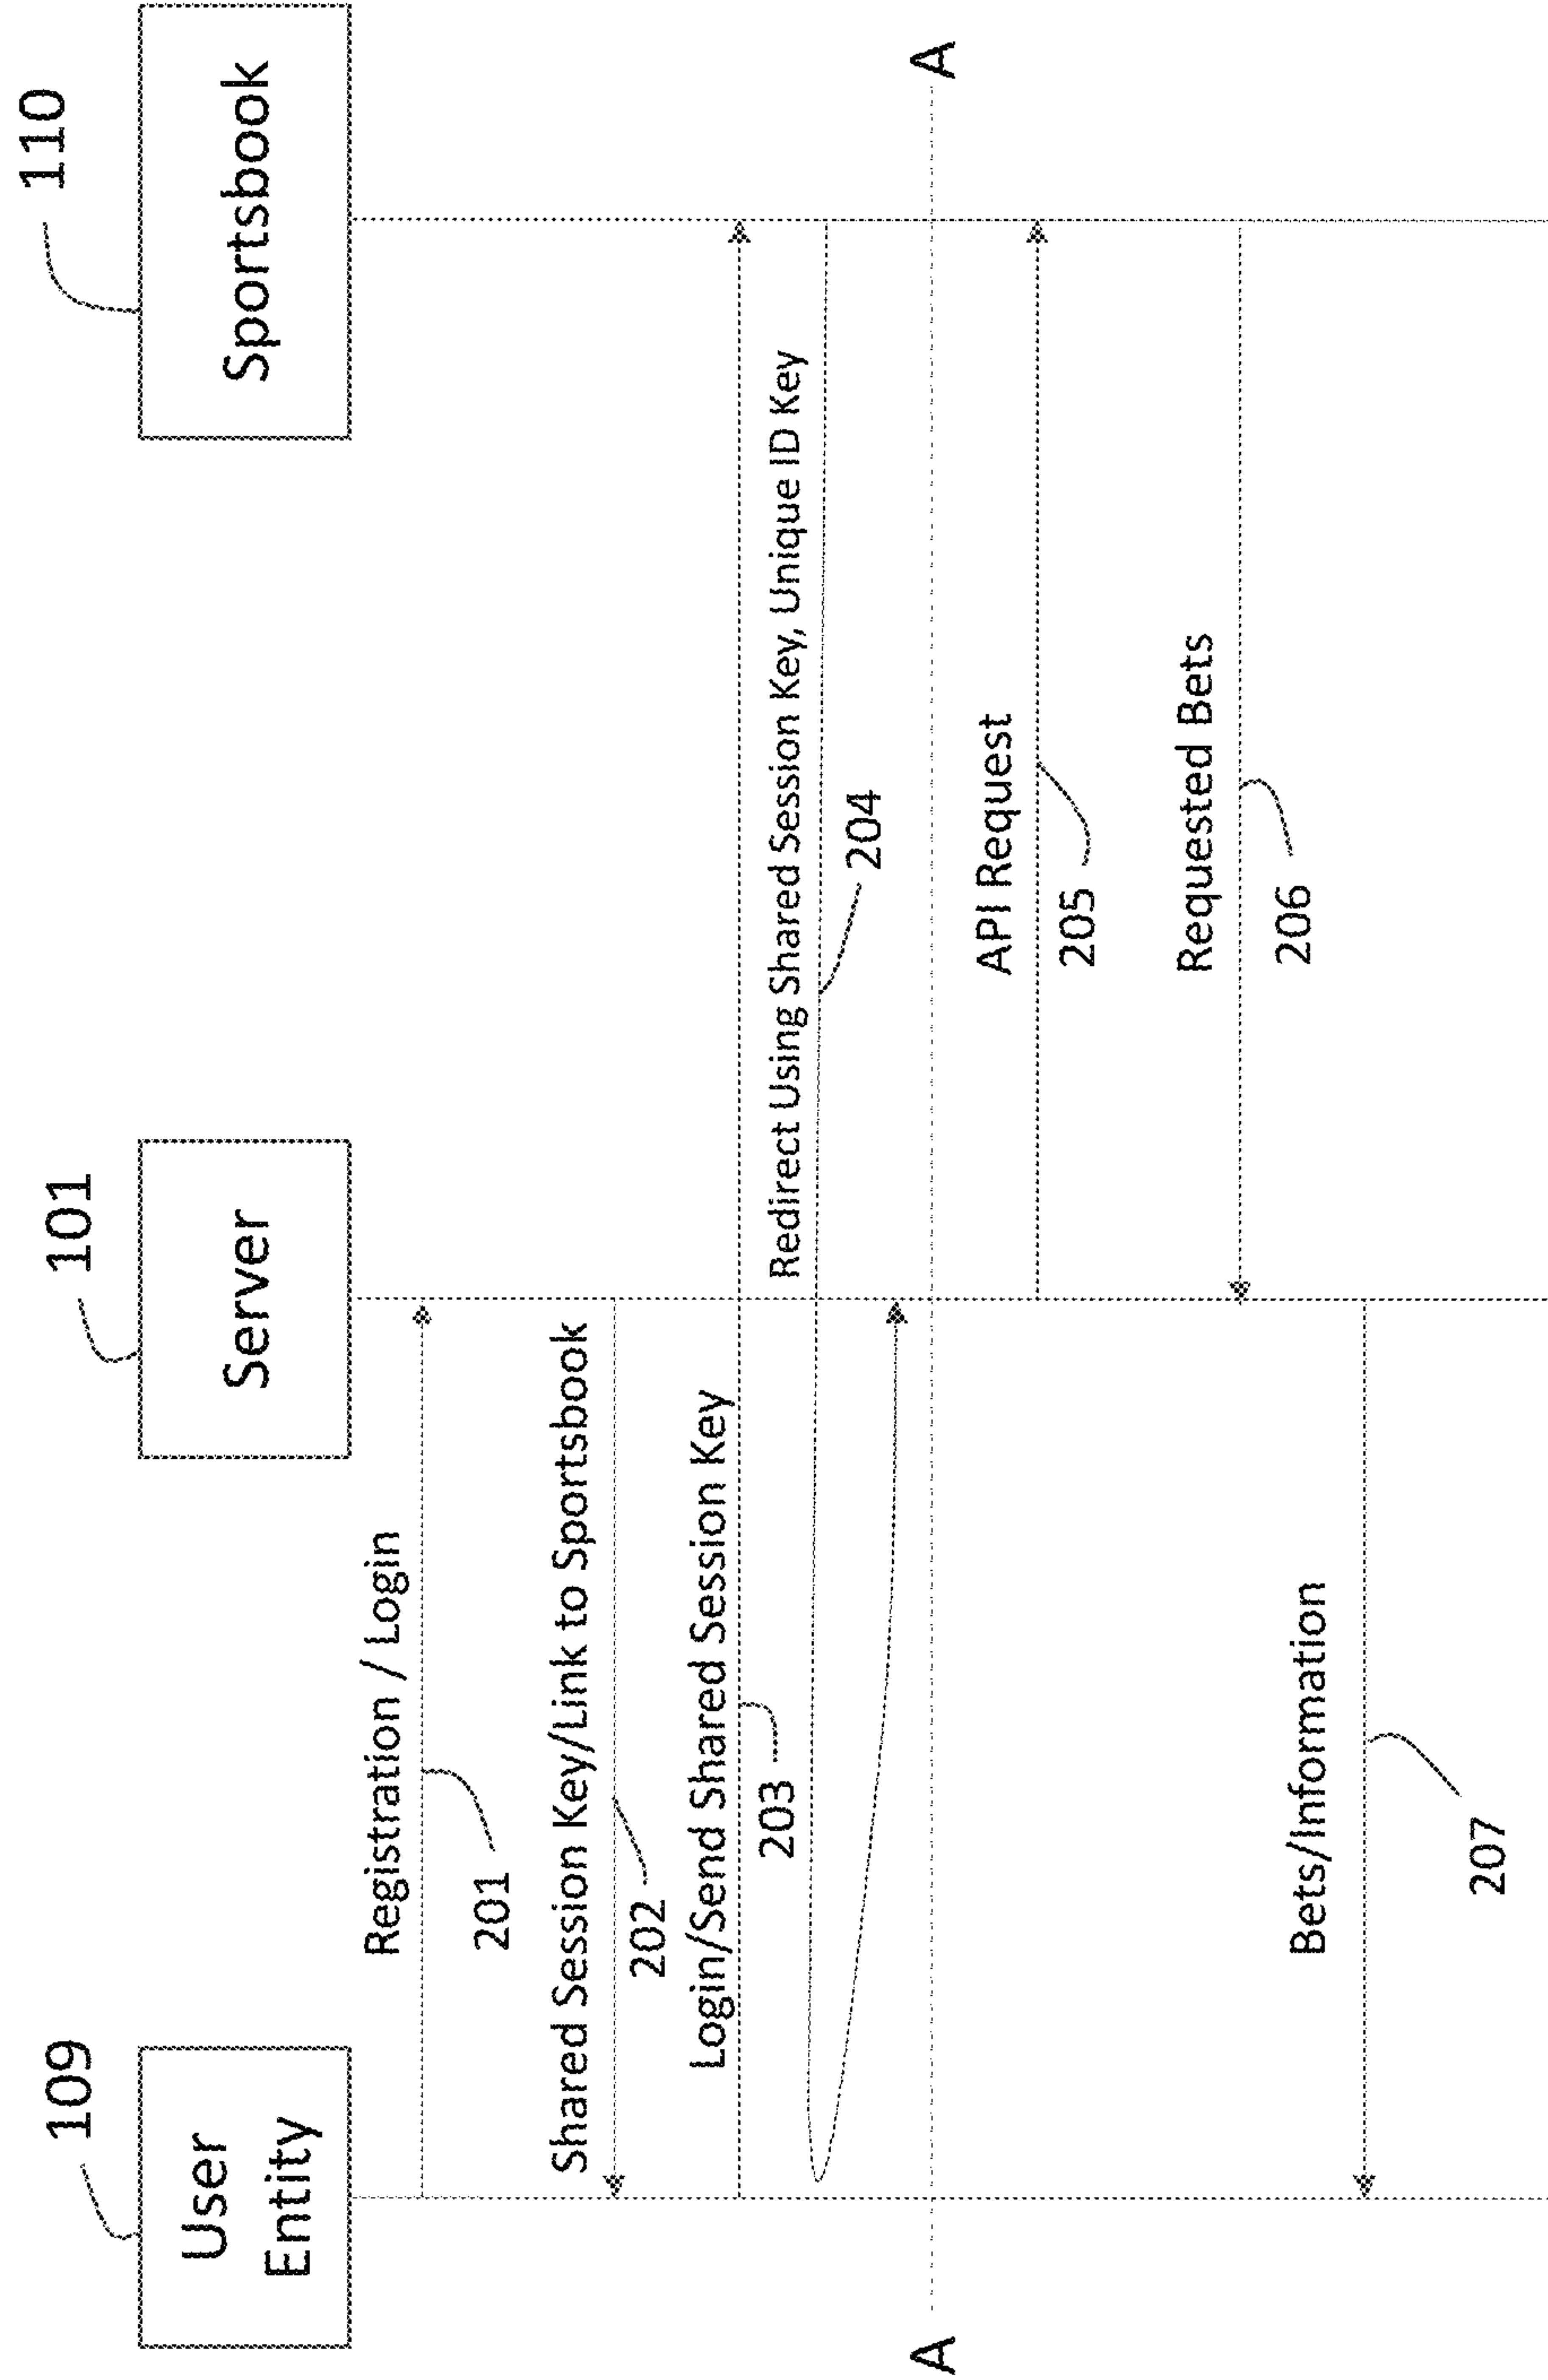 109
User
Entity
101
Server
110
Sportsbook
Registration / Login
201
Shared Session Key/Link to Sportsbook
202
Login/Send Shared Session Key
203
Redirect Using Shared Session Key, Unique ID Key
204
A
A
API Request
205
Requested Bets
206
Bets/Information
207